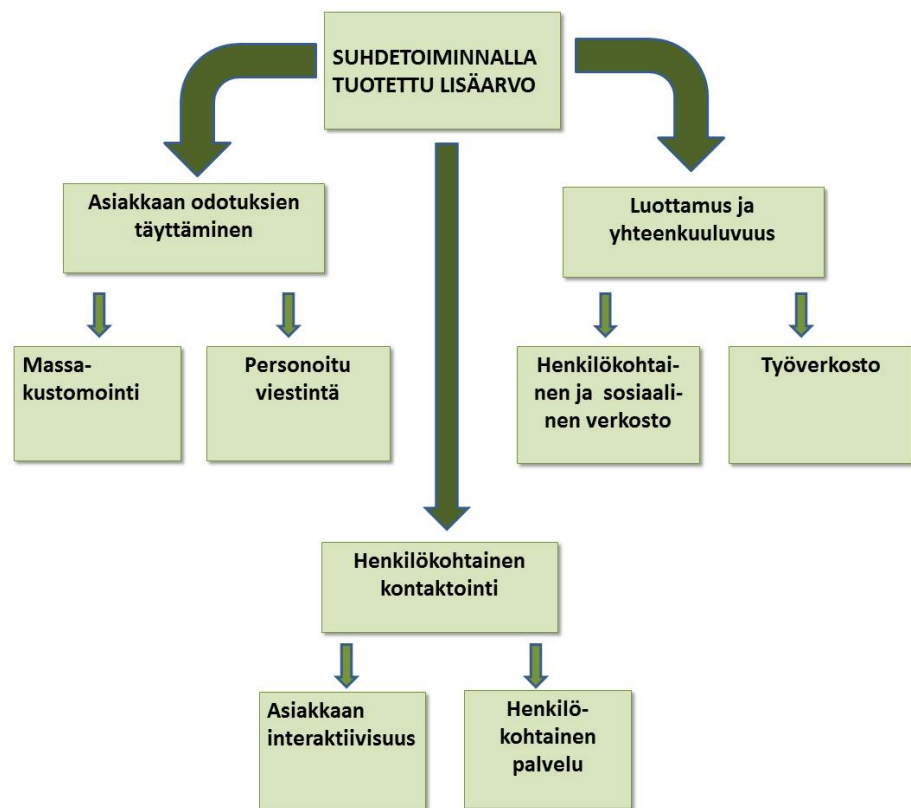 SUHDETOIMINNALLA
TUOTETTU LISÄARVO
Asiakkaan odotuksien
täyttäminen
Luottamus ja
yhteenkuuluvuus
Massa-
kustomointi
Personoitu
viestintä
Henkilökohtai-
nen ja sosiaali-
nen verkosto
Työverkosto
Henkilökohtainen
kontaktointi
Asiakkaan
interaktiivisuus
Henkilö-
kohtainen
palvelu